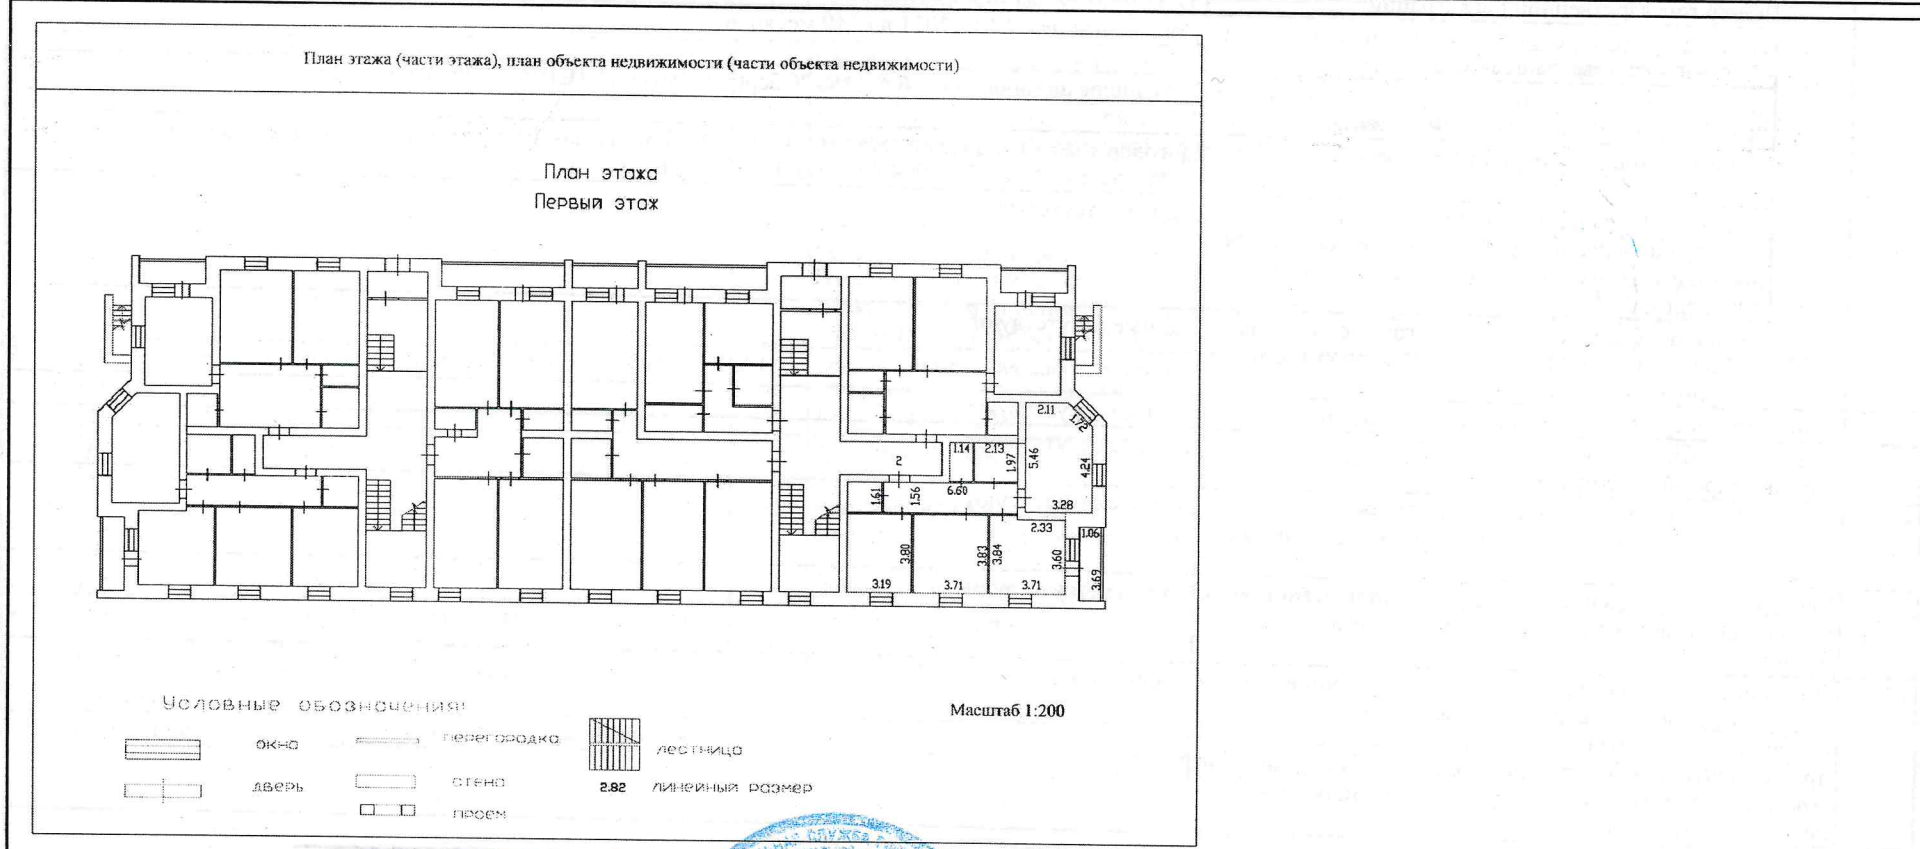 План этажа (части этажа), план объекта недвижимости (части объекта недвижимости)
План этажа
Первый этаж
2.11
1.72
2
1.14
2.13
1.97
5.46
4.24
1.61
1.56
6.60
3.28
2.33
1.06
3.80
3.83
3.84
3.60
3.69
3.19
3.71
3.71
Условные обозначения:
Масштаб 1:200
окно
перегородка
лестница
дверь
стена
2.82 линейный размер
проем
СЛУЖБА